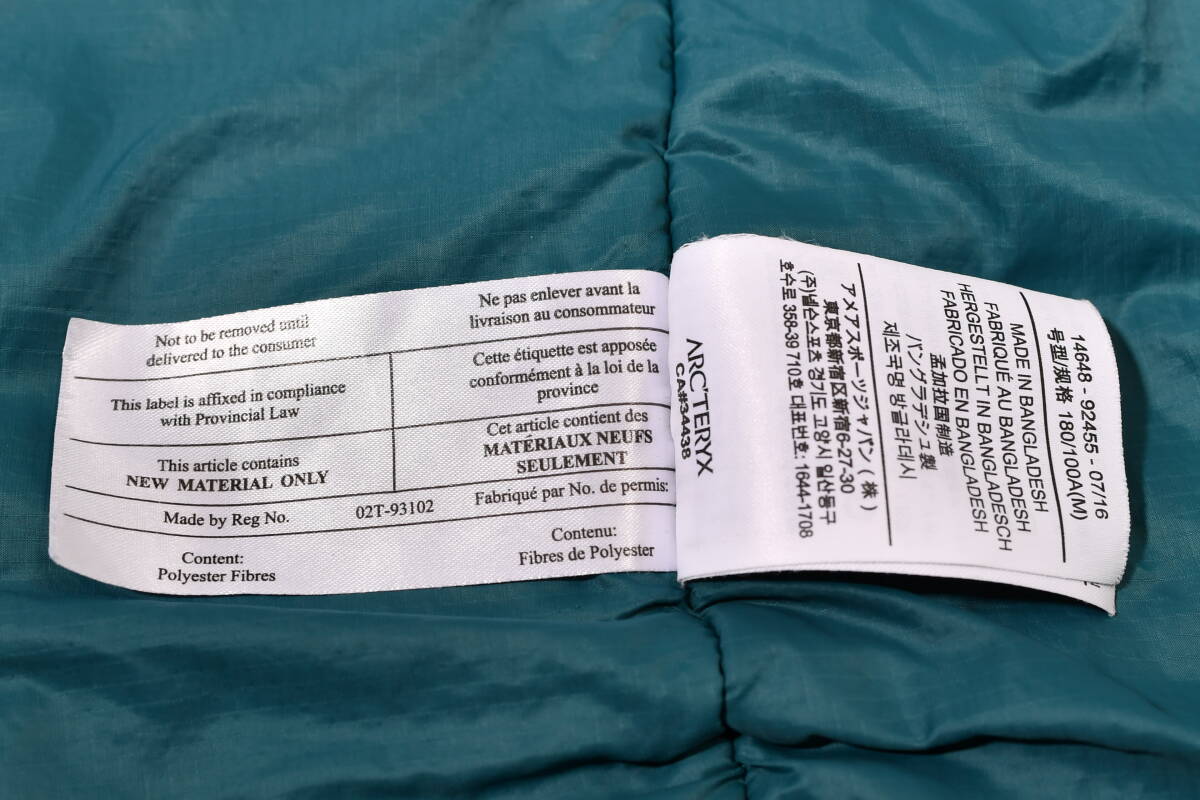 Not to be removed until
delivered to the consumer
Ne pas enlever avant la
livraison au consommateur
This label is affixed in compliance
with Provincial Law
Cette étiquette est apposée
conformément à la loi de la
province
This article contains
NEW MATERIAL ONLY
Cet article contient des
MATÉRIAUX NEUFS
SEULEMENT
Made by Reg No.
02T-93102
Fabriqué par No. de permis:
Content:
Polyester Fibres
Contenu:
Fibres de Polyester
14648 - 92455 - 07/16
号型/规格 180/100A(M)
MADE IN BANGLADESH
FABRIQUÉ AU BANGLADESH
HERGESTELLT IN BANGLADESCH
FABRICADO EN BANGLADESH
孟加拉国制造
バングラデシュ製
제조국명 방글라데시
アメアスポーツジャパン(株)
東京都新宿区新宿6-27-30
(주)넬슨스포츠 경기도 고양시 일산동구
호수로 358-39 710호 대표번호: 1644-1708
ARC'TERYX
CA#34438